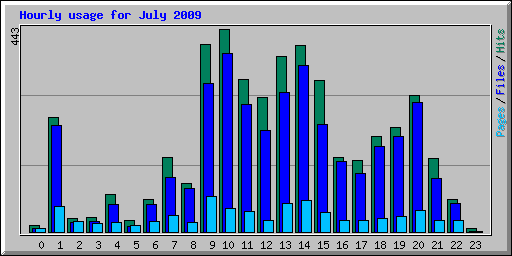 Hourly usage for July 2009
443
Pages/Files/Hits
0 1 2 3 4 5 6 7 8 9 10 11 12 13 14 15 16 17 18 19 20 21 22 23